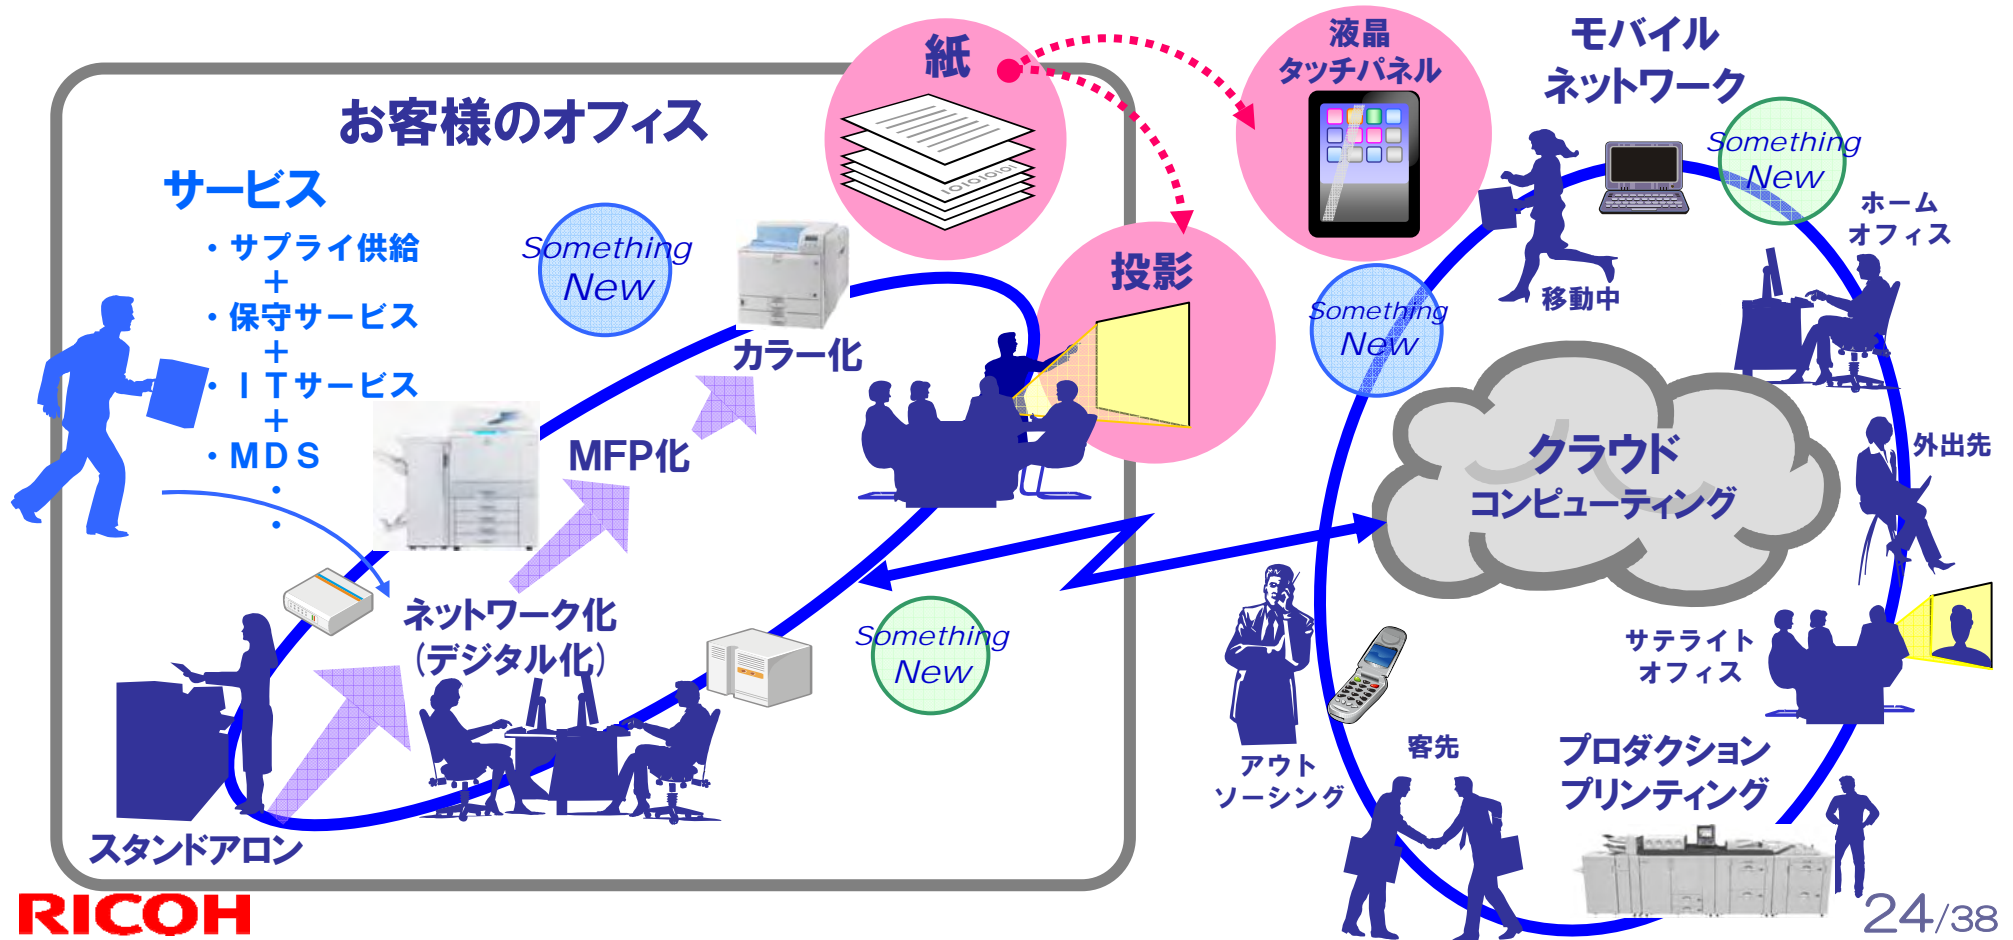 お客様のオフィス
サービス
・サプライ供給
＋
・保守サービス
＋
・ＩＴサービス
＋
・ＭＤＳ
・
・
Something
New
紙
1010101010
液晶
タッチパネル
投影
カラー化
MFP化
ネットワーク化
(デジタル化)
スタンドアロン
Something
New
モバイル
ネットワーク
Something
New
Something
New
移動中
ホーム
オフィス
クラウド
コンピューティング
外出先
サテライト
オフィス
アウト
ソーシング
客先
プロダクション
プリンティング
RICOH
24/38